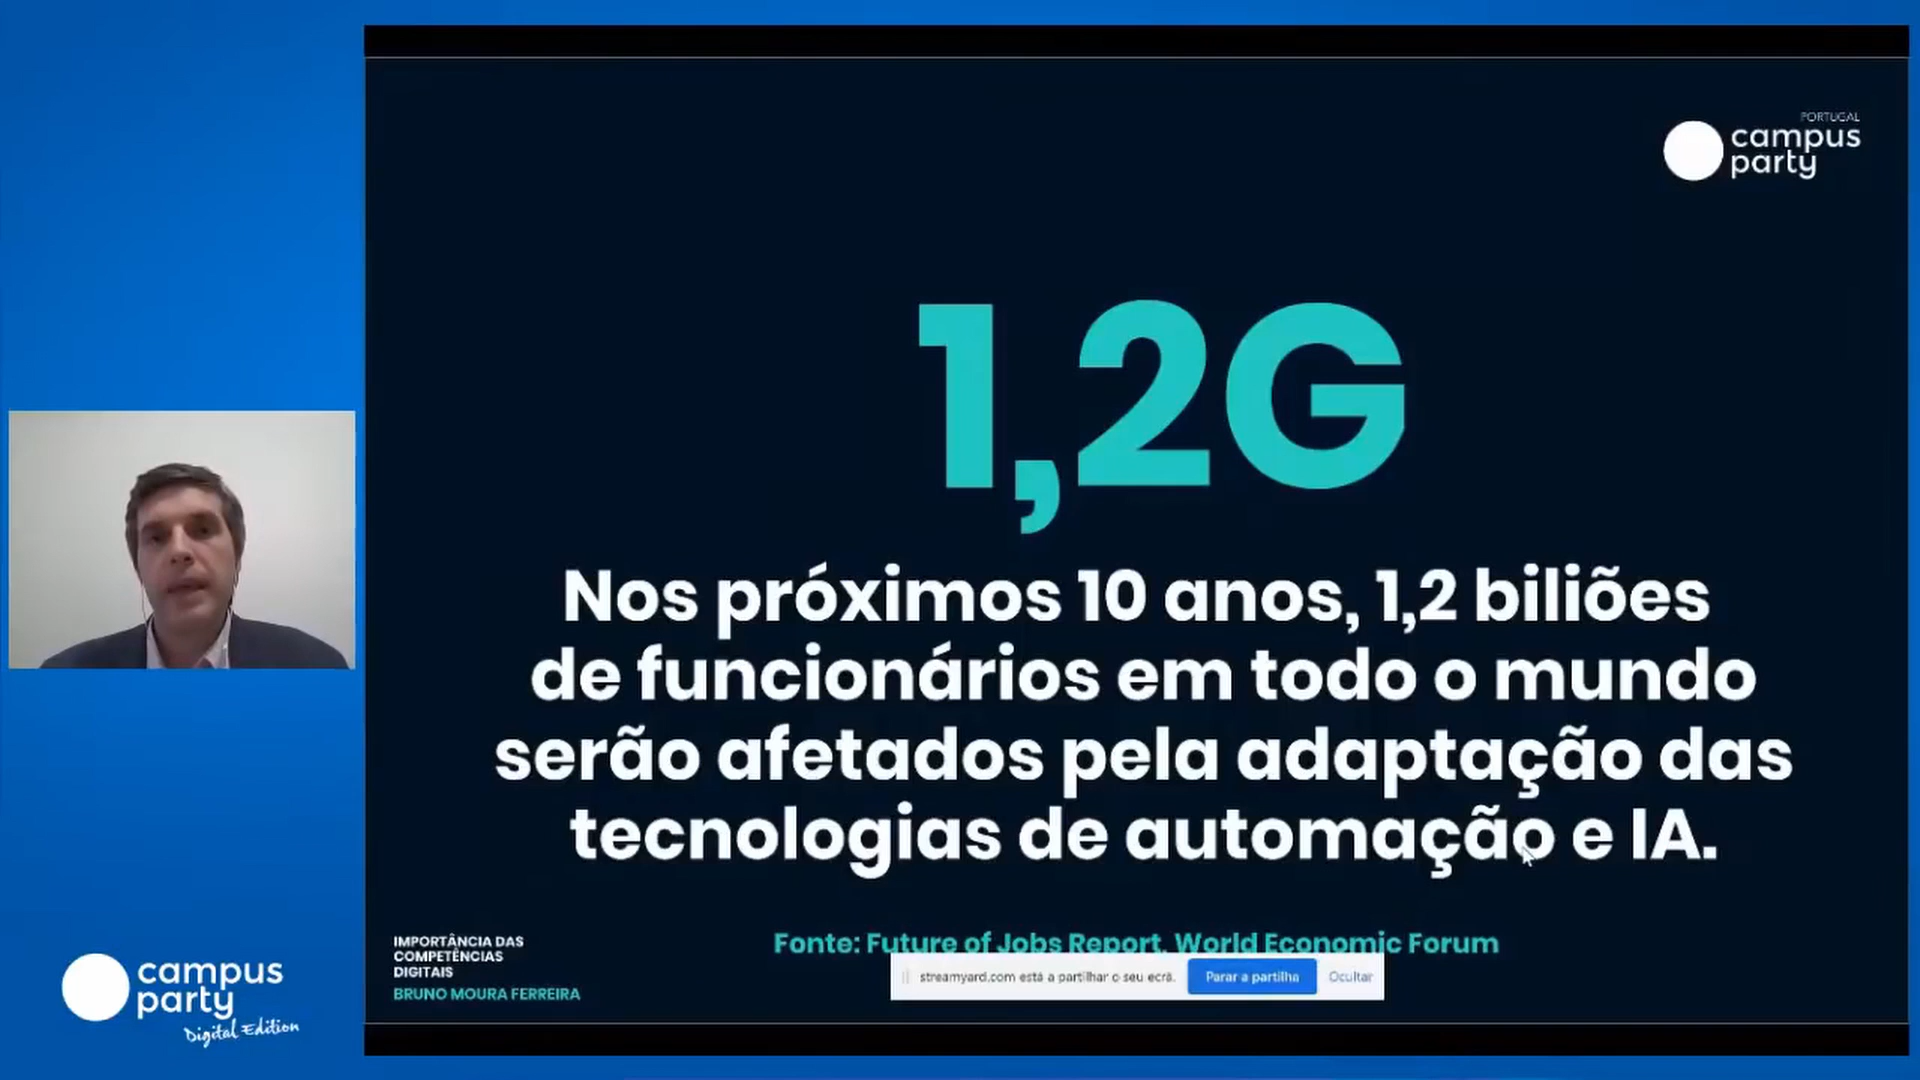 PORTUGAL
campus
party
1,2G
Nos próximos 10 anos, 1,2 biliões
de funcionários em todo o mundo
serão afetados pela adaptação das
tecnologias de automação e IA.
Fonte: Future of Jobs Report, World Economic Forum
streamyard.com está a partilhar o seu ecrã. Parar a partilha Ocultar
IMPORTÂNCIA DAS
COMPETÊNCIAS
DIGITAIS
BRUNO MOURA FERREIRA
campus
party
Digital Edition